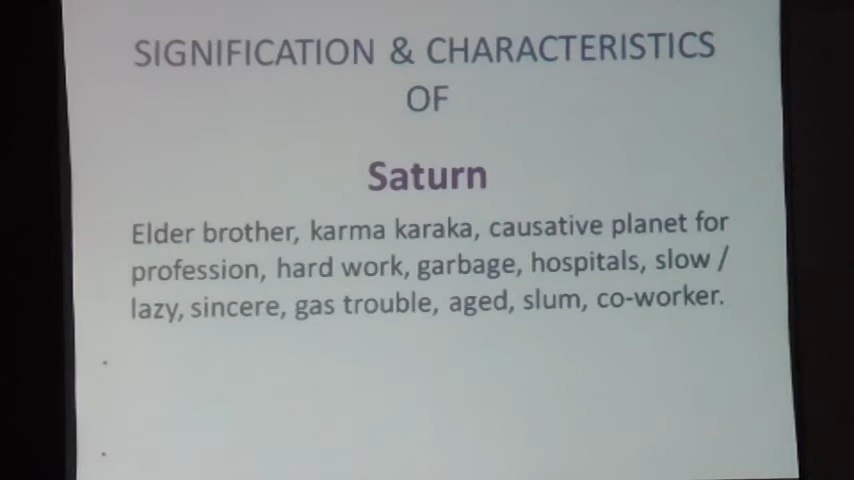 SIGNIFICATION & CHARACTERISTICS
OF
Saturn
Elder brother, karma karaka, causative planet for
profession, hard work, garbage, hospitals, slow /
lazy, sincere, gas trouble, aged, slum, co-worker.